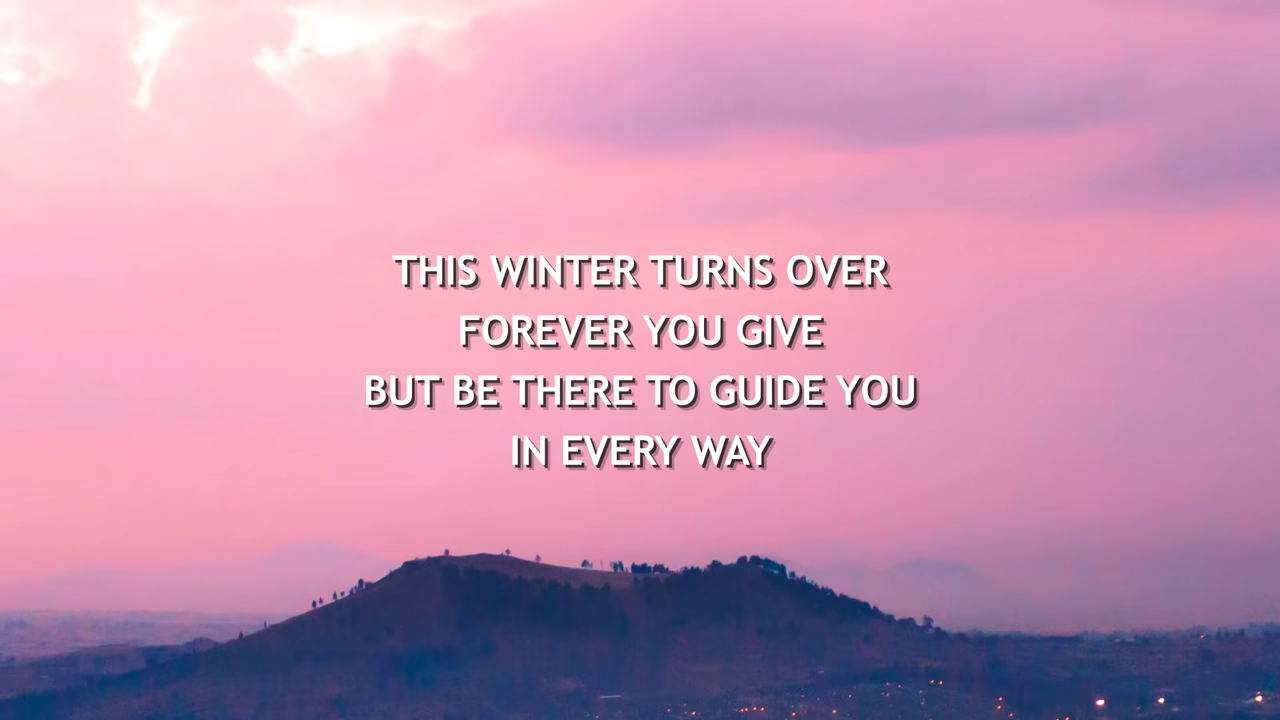 THIS WINTER TURNS OVER
FOREVER YOU GIVE
BUT BE THERE TO GUIDE YOU
IN EVERY WAY